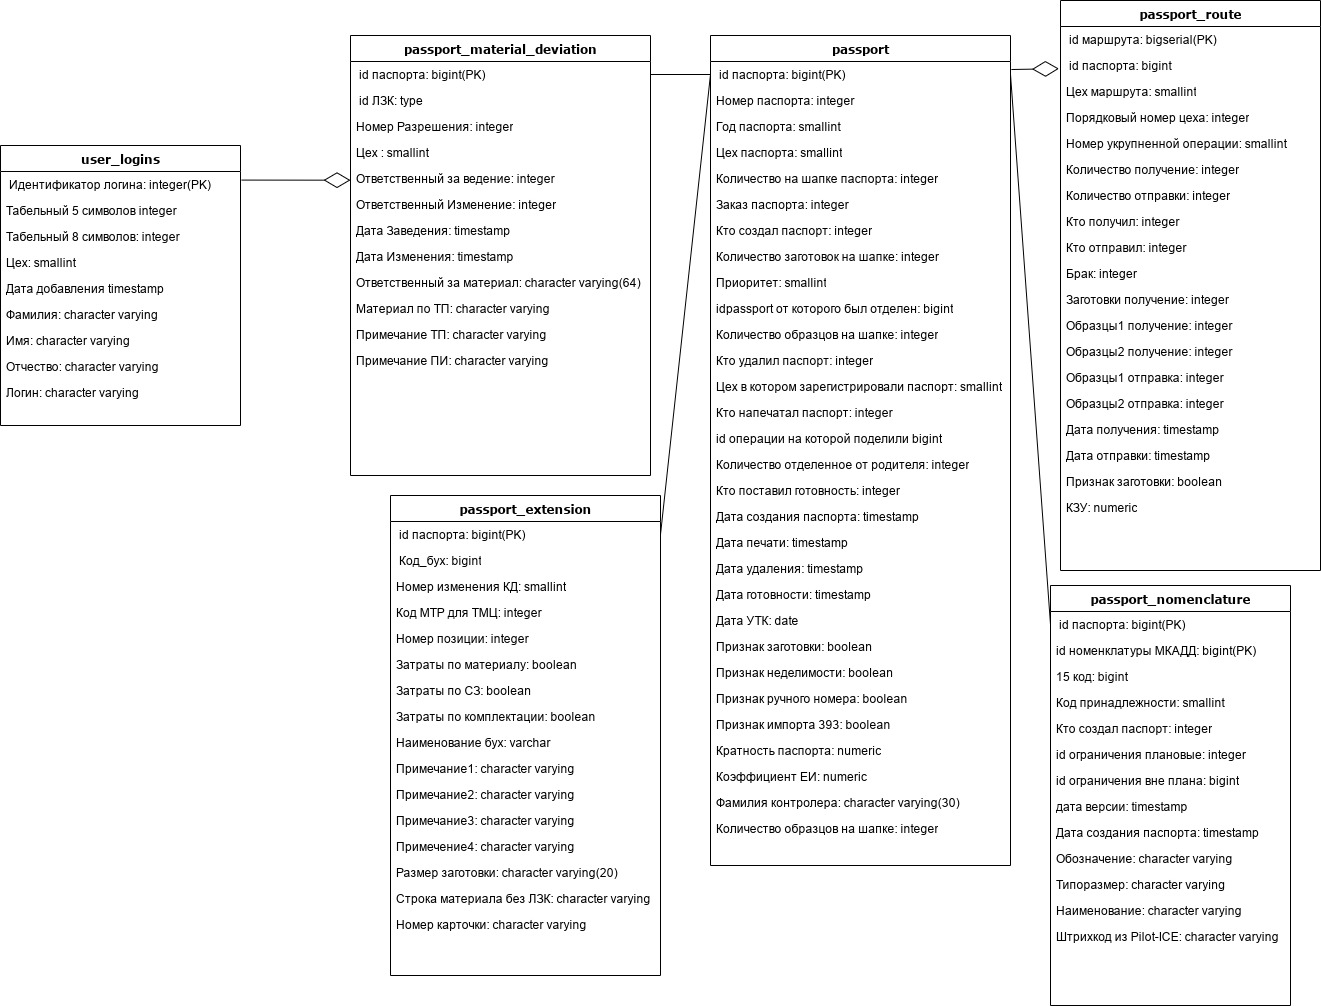 user_logins
Идентификатор логина: integer(PK)
Табельный 5 символов integer
Табельный 8 символов: integer
Цех: smallint
Дата добавления timestamp
Фамилия: character varying
Имя: character varying
Отчество: character varying
Логин: character varying
passport_material_deviation
id паспорта: bigint(PK)
id ЛЗК: type
Номер Разрешения: integer
Цех : smallint
Ответственный за ведение: integer
Ответственный Изменение: integer
Дата Заведения: timestamp
Дата Изменения: timestamp
Ответственный за материал: character varying(64)
Материал по ТП: character varying
Примечание ТП: character varying
Примечание ПИ: character varying
passport_extension
id паспорта: bigint(PK)
Код_бух: bigint
Номер изменения КД: smallint
Код МТР для ТМЦ: integer
Номер позиции: integer
Затраты по материалу: boolean
Затраты по СЗ: boolean
Затраты по комплектации: boolean
Наименование бух: varchar
Примечание1: character varying
Примечание2: character varying
Примечание3: character varying
Примечение4: character varying
Размер заготовки: character varying(20)
Строка материала без ЛЗК: character varying
Номер карточки: character varying
passport
id паспорта: bigint(PK)
Номер паспорта: integer
Год паспорта: smallint
Цех паспорта: smallint
Количество на шапке паспорта: integer
Заказ паспорта: integer
Кто создал паспорт: integer
Количество заготовок на шапке: integer
Приоритет: smallint
idpassport от которого был отделен: bigint
Количество образцов на шапке: integer
Кто удалил паспорт: integer
Цех в котором зарегистрировали паспорт: smallint
Кто напечатал паспорт: integer
id операции на которой поделили bigint
Количество отделенное от родителя: integer
Кто поставил готовность: integer
Дата создания паспорта: timestamp
Дата печати: timestamp
Дата удаления: timestamp
Дата готовности: timestamp
Дата УТК: date
Признак заготовки: boolean
Признак неделимости: boolean
Признак ручного номера: boolean
Признак импорта 393: boolean
Кратность паспорта: numeric
Коэффициент ЕИ: numeric
Фамилия контролера: character varying(30)
Количество образцов на шапке: integer
passport_route
id маршрута: bigserial(PK)
id паспорта: bigint
Цех маршрута: smallint
Порядковый номер цеха: integer
Номер укрупненной операции: smallint
Количество получение: integer
Количество отправки: integer
Кто получил: integer
Кто отправил: integer
Брак: integer
Заготовки получение: integer
Образцы1 получение: integer
Образцы2 получение: integer
Образцы1 отправка: integer
Образцы2 отправка: integer
Дата получения: timestamp
Дата отправки: timestamp
Признак заготовки: boolean
КЗУ: numeric
passport_nomenclature
id паспорта: bigint(PK)
id номенклатуры МКАДД: bigint(PK)
15 код: bigint
Код принадлежности: smallint
Кто создал паспорт: integer
id ограничения плановые: integer
id ограничения вне плана: bigint
дата версии: timestamp
Дата создания паспорта: timestamp
Обозначение: character varying
Типоразмер: character varying
Наименование: character varying
Штрихкод из Pilot-ICE: character varying